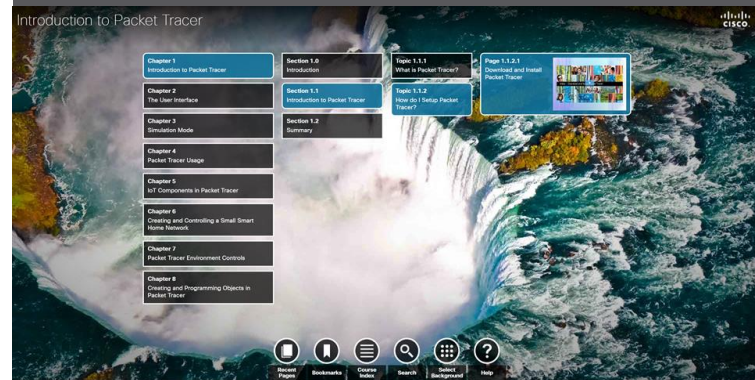 Introduction to Packet Tracer
CISCO
Chapter 1
Introduction to Packet Tracer
Chapter 2
The User Interface
Chapter 3
Simulation Mode
Chapter 4
Packet Tracer Usage
Chapter 5
IoT Components in Packet Tracer
Chapter 6
Creating and Controlling a Small Smart
Home Network
Chapter 7
Packet Tracer Environment Controls
Chapter 8
Creating and Programming Objects in
Packet Tracer
Section 1.0
Introduction
Section 1.1
Introduction to Packet Tracer
Section 1.2
Summary
Topic 1.1.1
What is Packet Tracer?
Topic 1.1.2
How do I Setup Packet
Tracer?
Page 1.1.2.1
Download and Install
Packet Tracer
Recent
Pages
Bookmarks
Course
Index
Search
Select
Background
Help